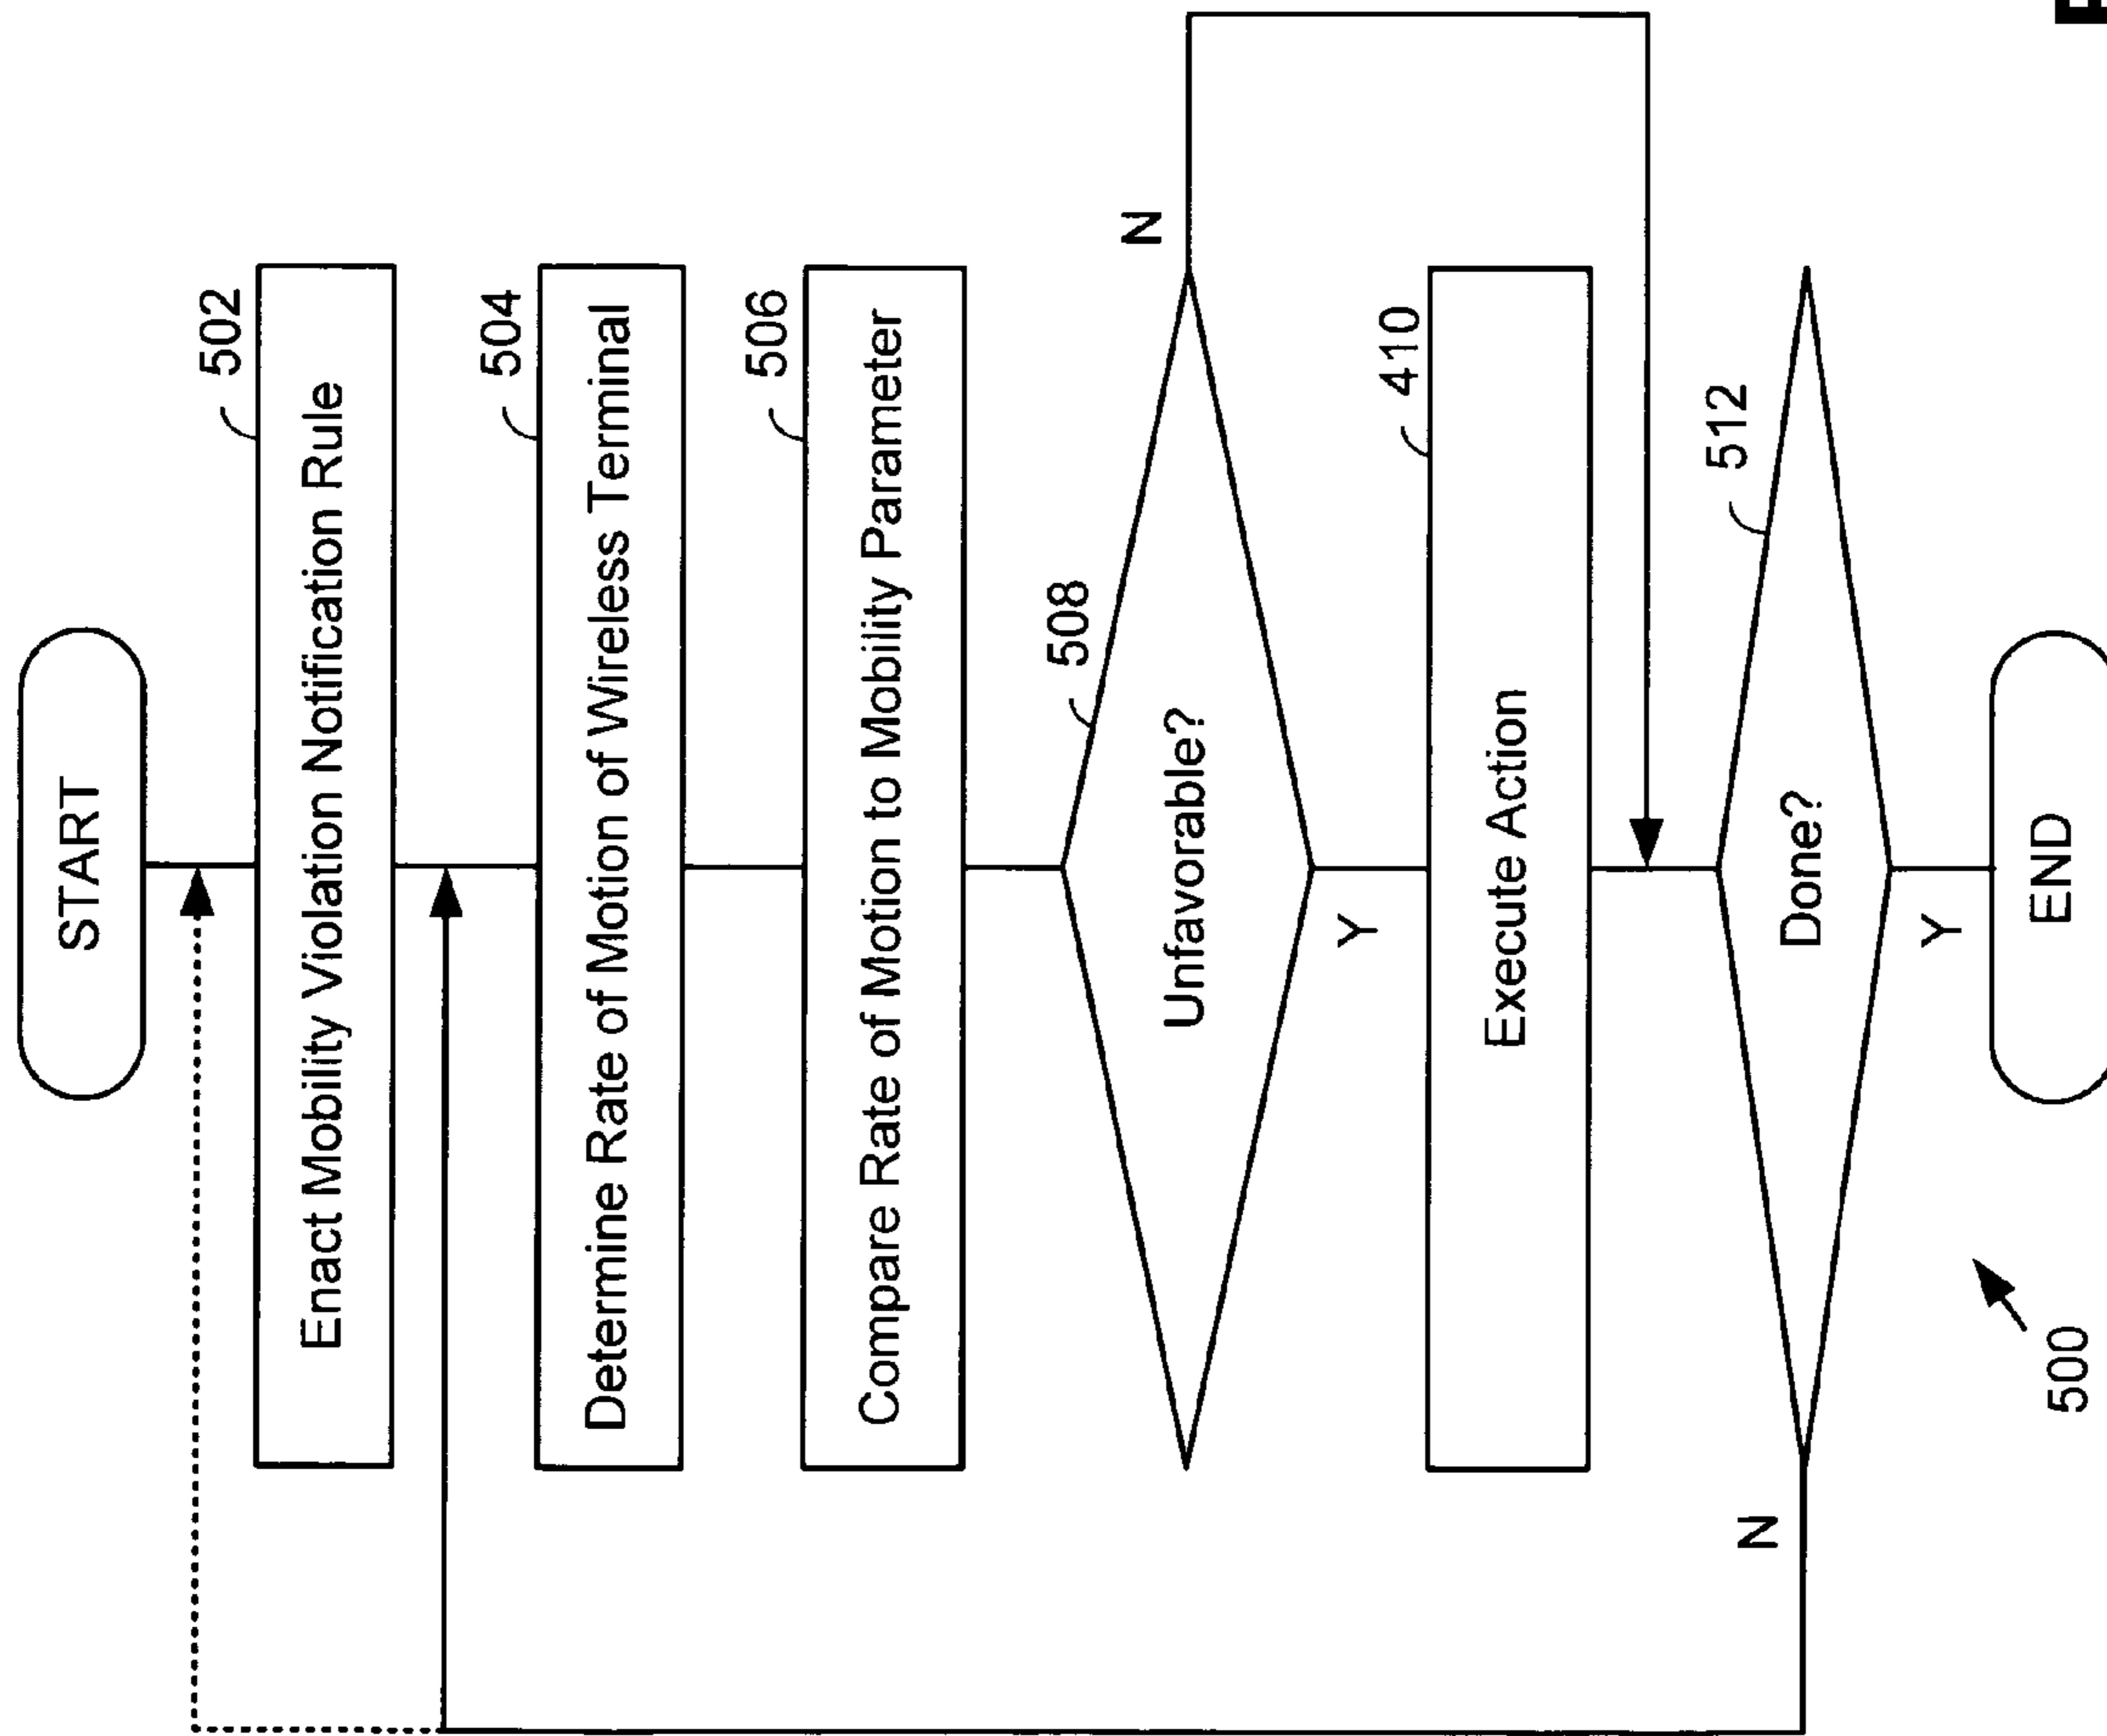 START
502
Enact Mobility Violation Notification Rule
504
Determine Rate of Motion of Wireless Terminal
506
Compare Rate of Motion to Mobility Parameter
508
Unfavorable?
N
Y
410
Execute Action
512
Done?
N
Y
END
500